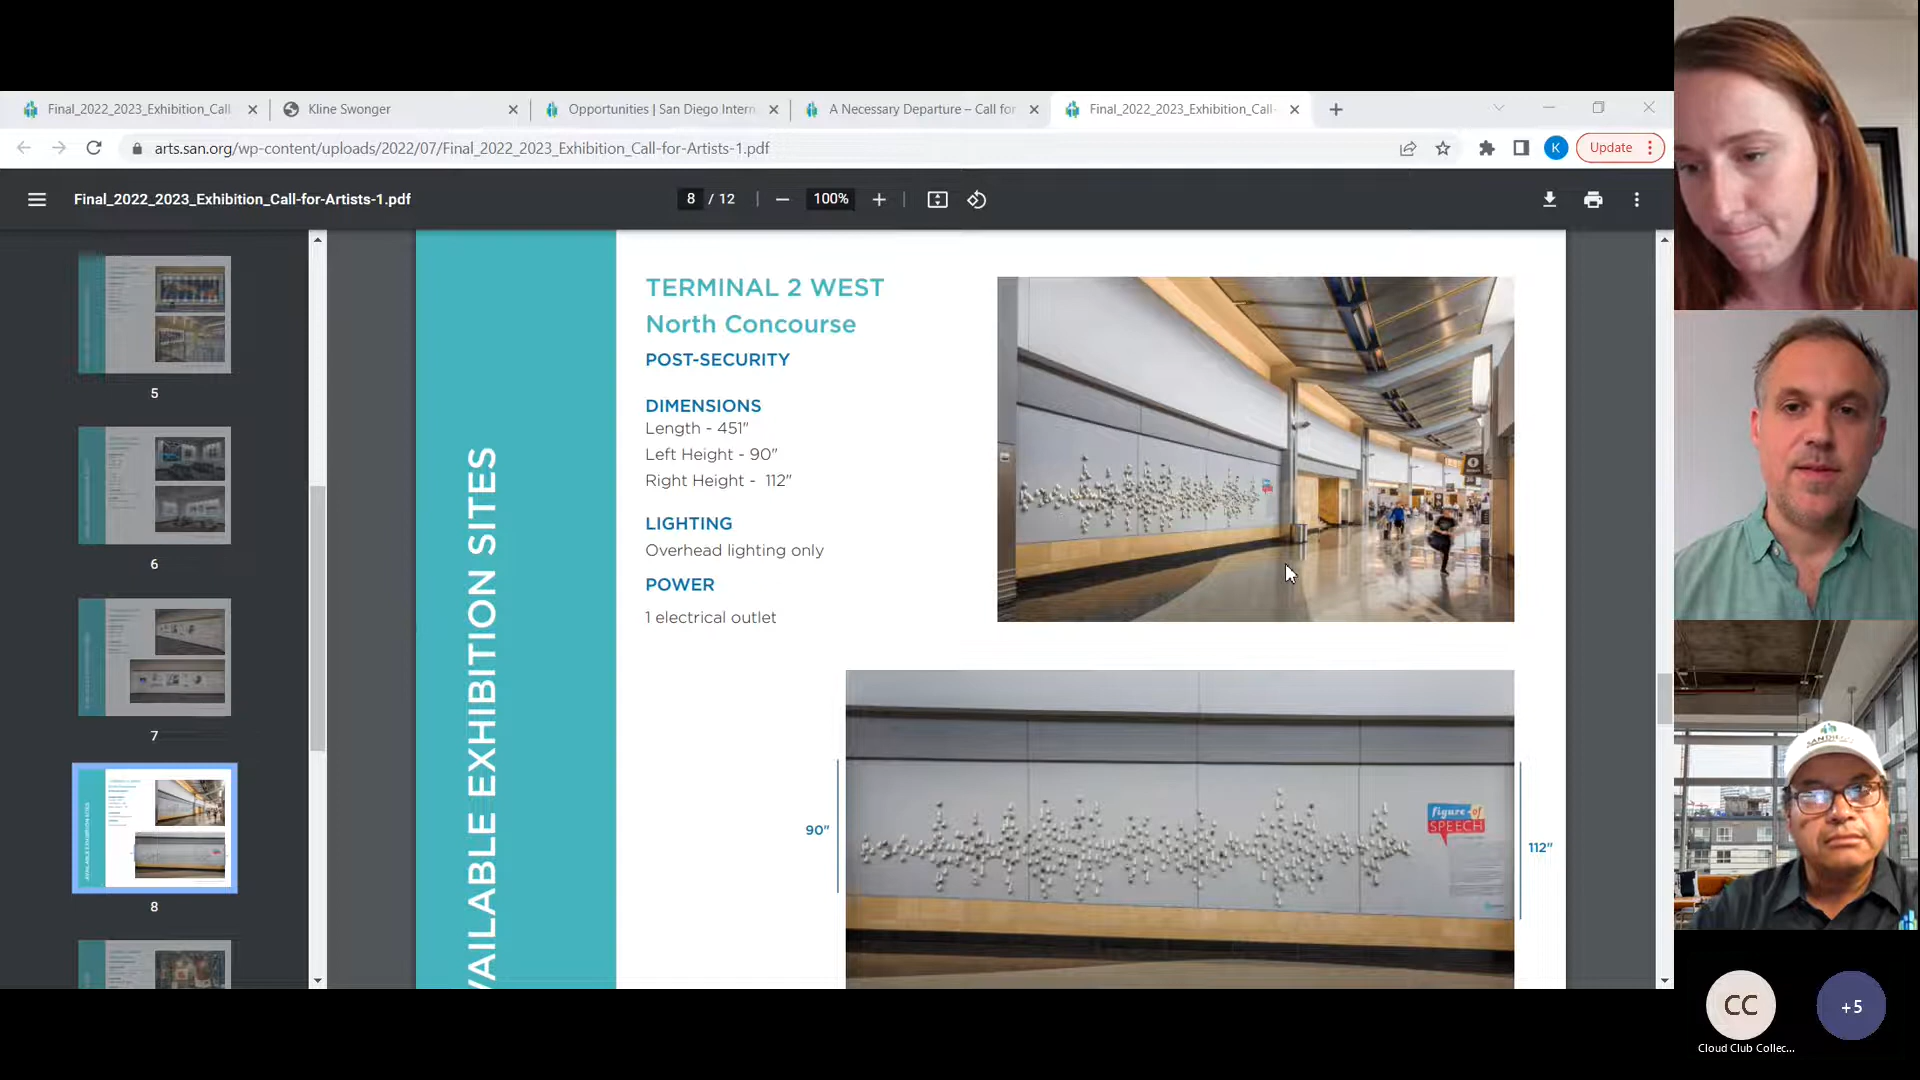 Final_2022_2023_Exhibition_Call
Kline Swonger
Opportunities | San Diego Intern
A Necessary Departure – Call for
Final_2022_2023_Exhibition_Call-
arts.san.org/wp-content/uploads/2022/07/Final_2022_2023_Exhibition_Call-for-Artists-1.pdf
K
Update
Final_2022_2023_Exhibition_Call-for-Artists-1.pdf
8 / 12
100%
5
6
7
8
AVAILABLE EXHIBITION SITES
TERMINAL 2 WEST
North Concourse
POST-SECURITY
DIMENSIONS
Length - 451"
Left Height - 90"
Right Height - 112"
LIGHTING
Overhead lighting only
POWER
1 electrical outlet
90"
figure of
SPEECH
112"
CC
+5
Cloud Club Collec...